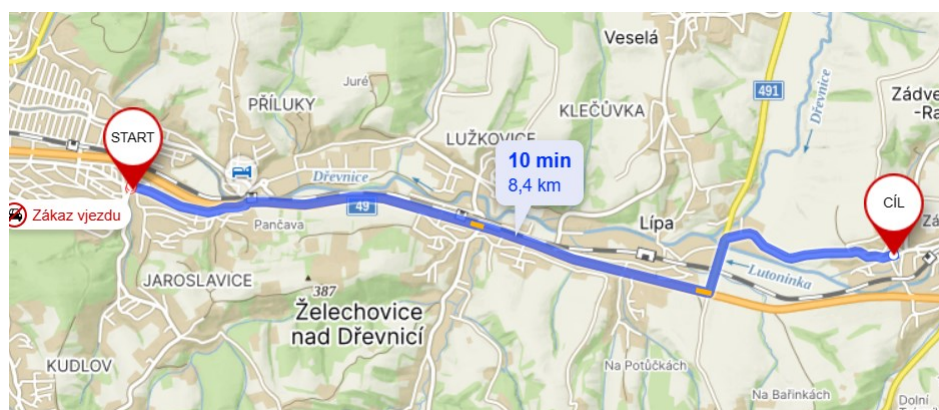 Veselá
Juré
PŘÍLUKY
KLEČŮVKA
491
Dřevnice
Zádve
-Ra
START
LUŽKOVICE
10 min
8,4 km
Dřevnice
49
CÍL
Zákaz vjezdu
Pančava
Lípa
Zá
JAROSLAVICE
387
Lutoninka
Želechovice
nad Dřevnicí
KUDLOV
Na Potůčkách
Na Bařinkách
Dolní